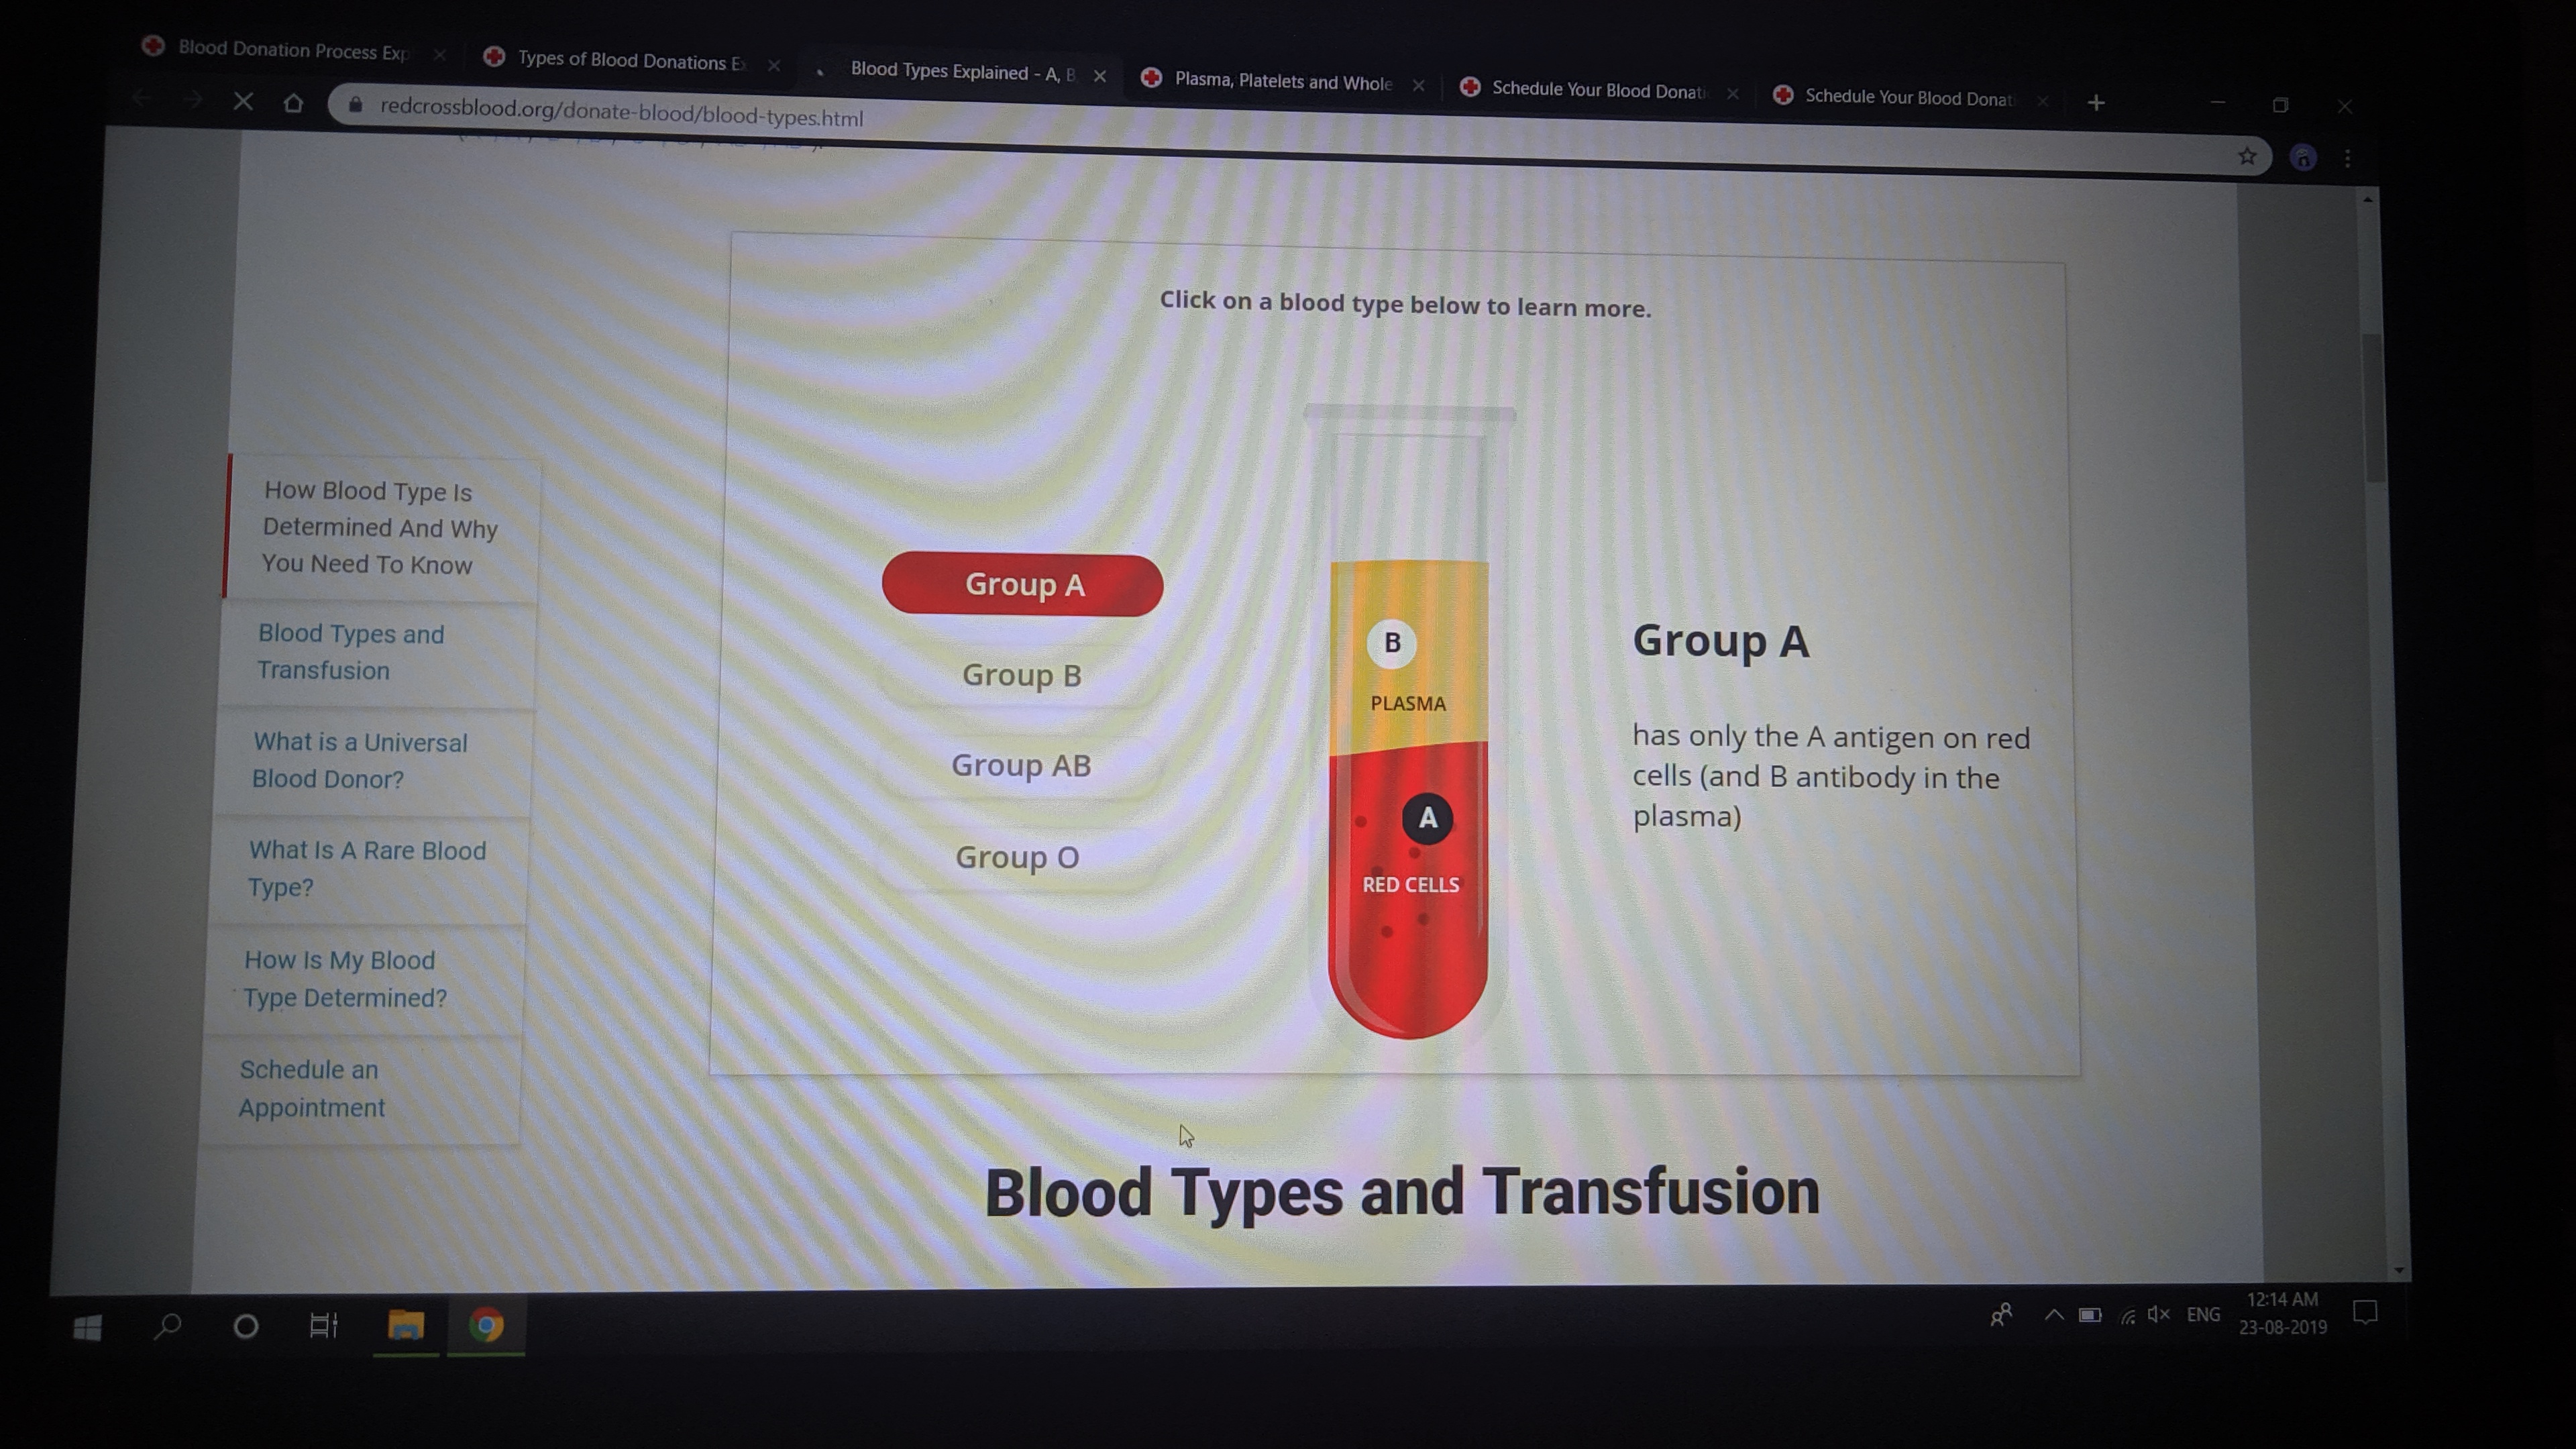 Blood Donation Process Exp
Types of Blood Donations E
Blood Types Explained - A, B
Plasma, Platelets and Whole
Schedule Your Blood Donati
Schedule Your Blood Donat
redcrossblood.org/donate-blood/blood-types.html
Click on a blood type below to learn more.
How Blood Type Is
Determined And Why
You Need To Know
Blood Types and
Transfusion
What is a Universal
Blood Donor?
What Is A Rare Blood
Type?
How Is My Blood
Type Determined?
Schedule an
Appointment
Group A
Group B
Group AB
Group O
B
PLASMA
A
RED CELLS
Group A
has only the A antigen on red
cells (and B antibody in the
plasma)
Blood Types and Transfusion
ENG
12:14 AM
23-08-2019